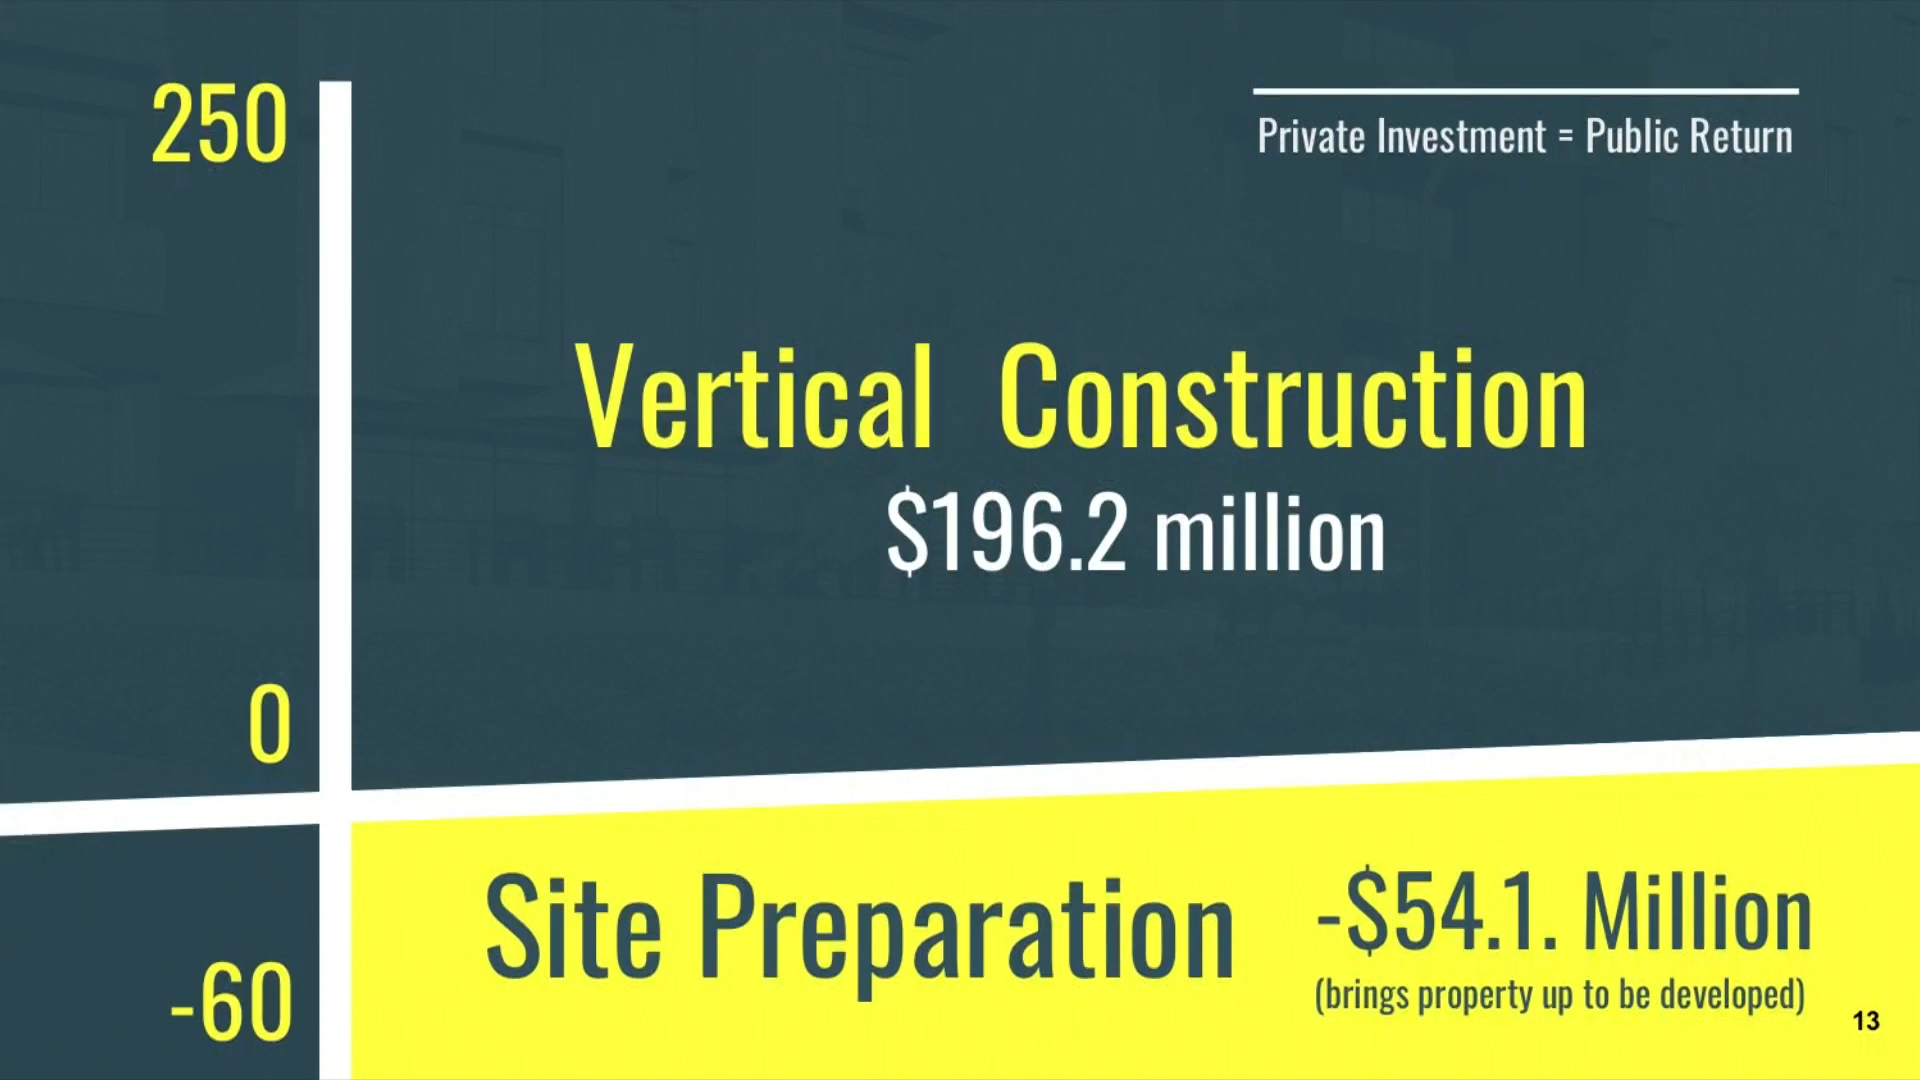 250
Private Investment = Public Return
Vertical Construction
$196.2 million
0
Site Preparation
-$54.1. Million
(brings property up to be developed)
-60
13